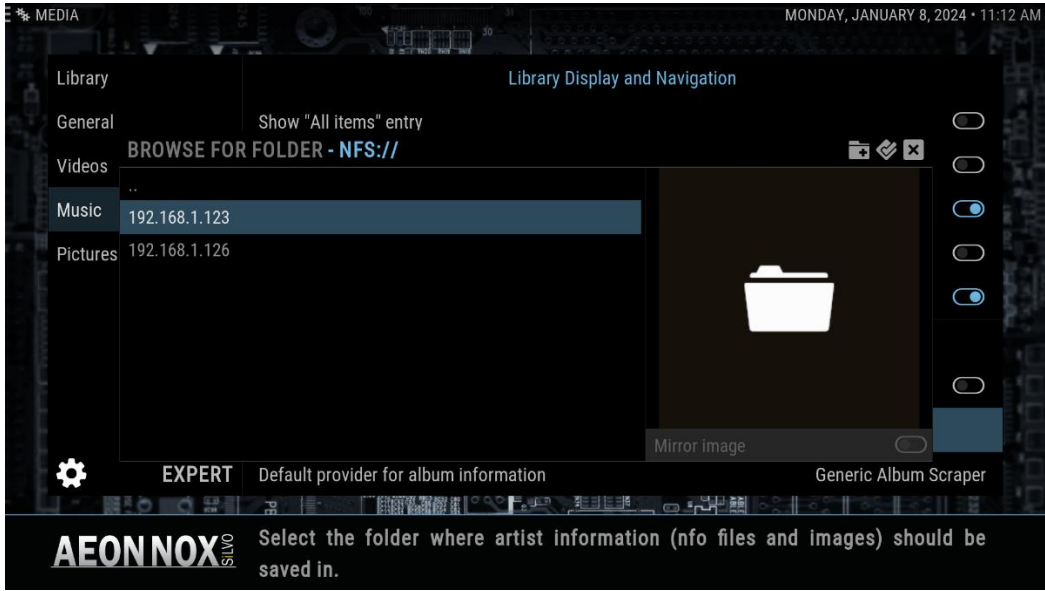 MEDIA
MONDAY, JANUARY 8, 2024 • 11:12 AM
Library
Library Display and Navigation
General
Show "All items" entry
BROWSE FOR FOLDER - NFS://
Videos
..
Music
192.168.1.123
Pictures
192.168.1.126
Mirror image
EXPERT
Default provider for album information
Generic Album Scraper
AEON NOX SiLVO
Select the folder where artist information (nfo files and images) should be
saved in.